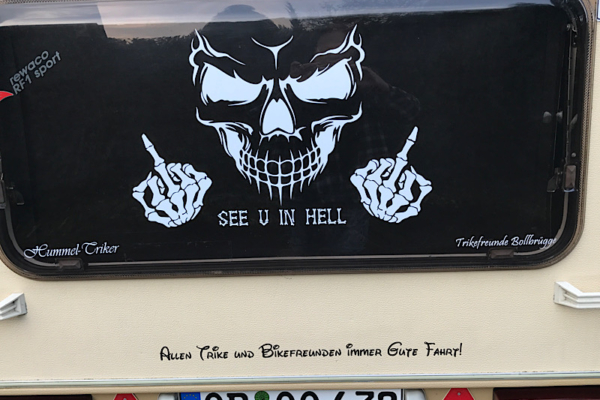 rewaco
RF1 sport
SEE U IN HELL
Hummel-Triker
Trikefreunde Bollbrügge
Allen Trike und Bikefreunden immer Gute Fahrt!